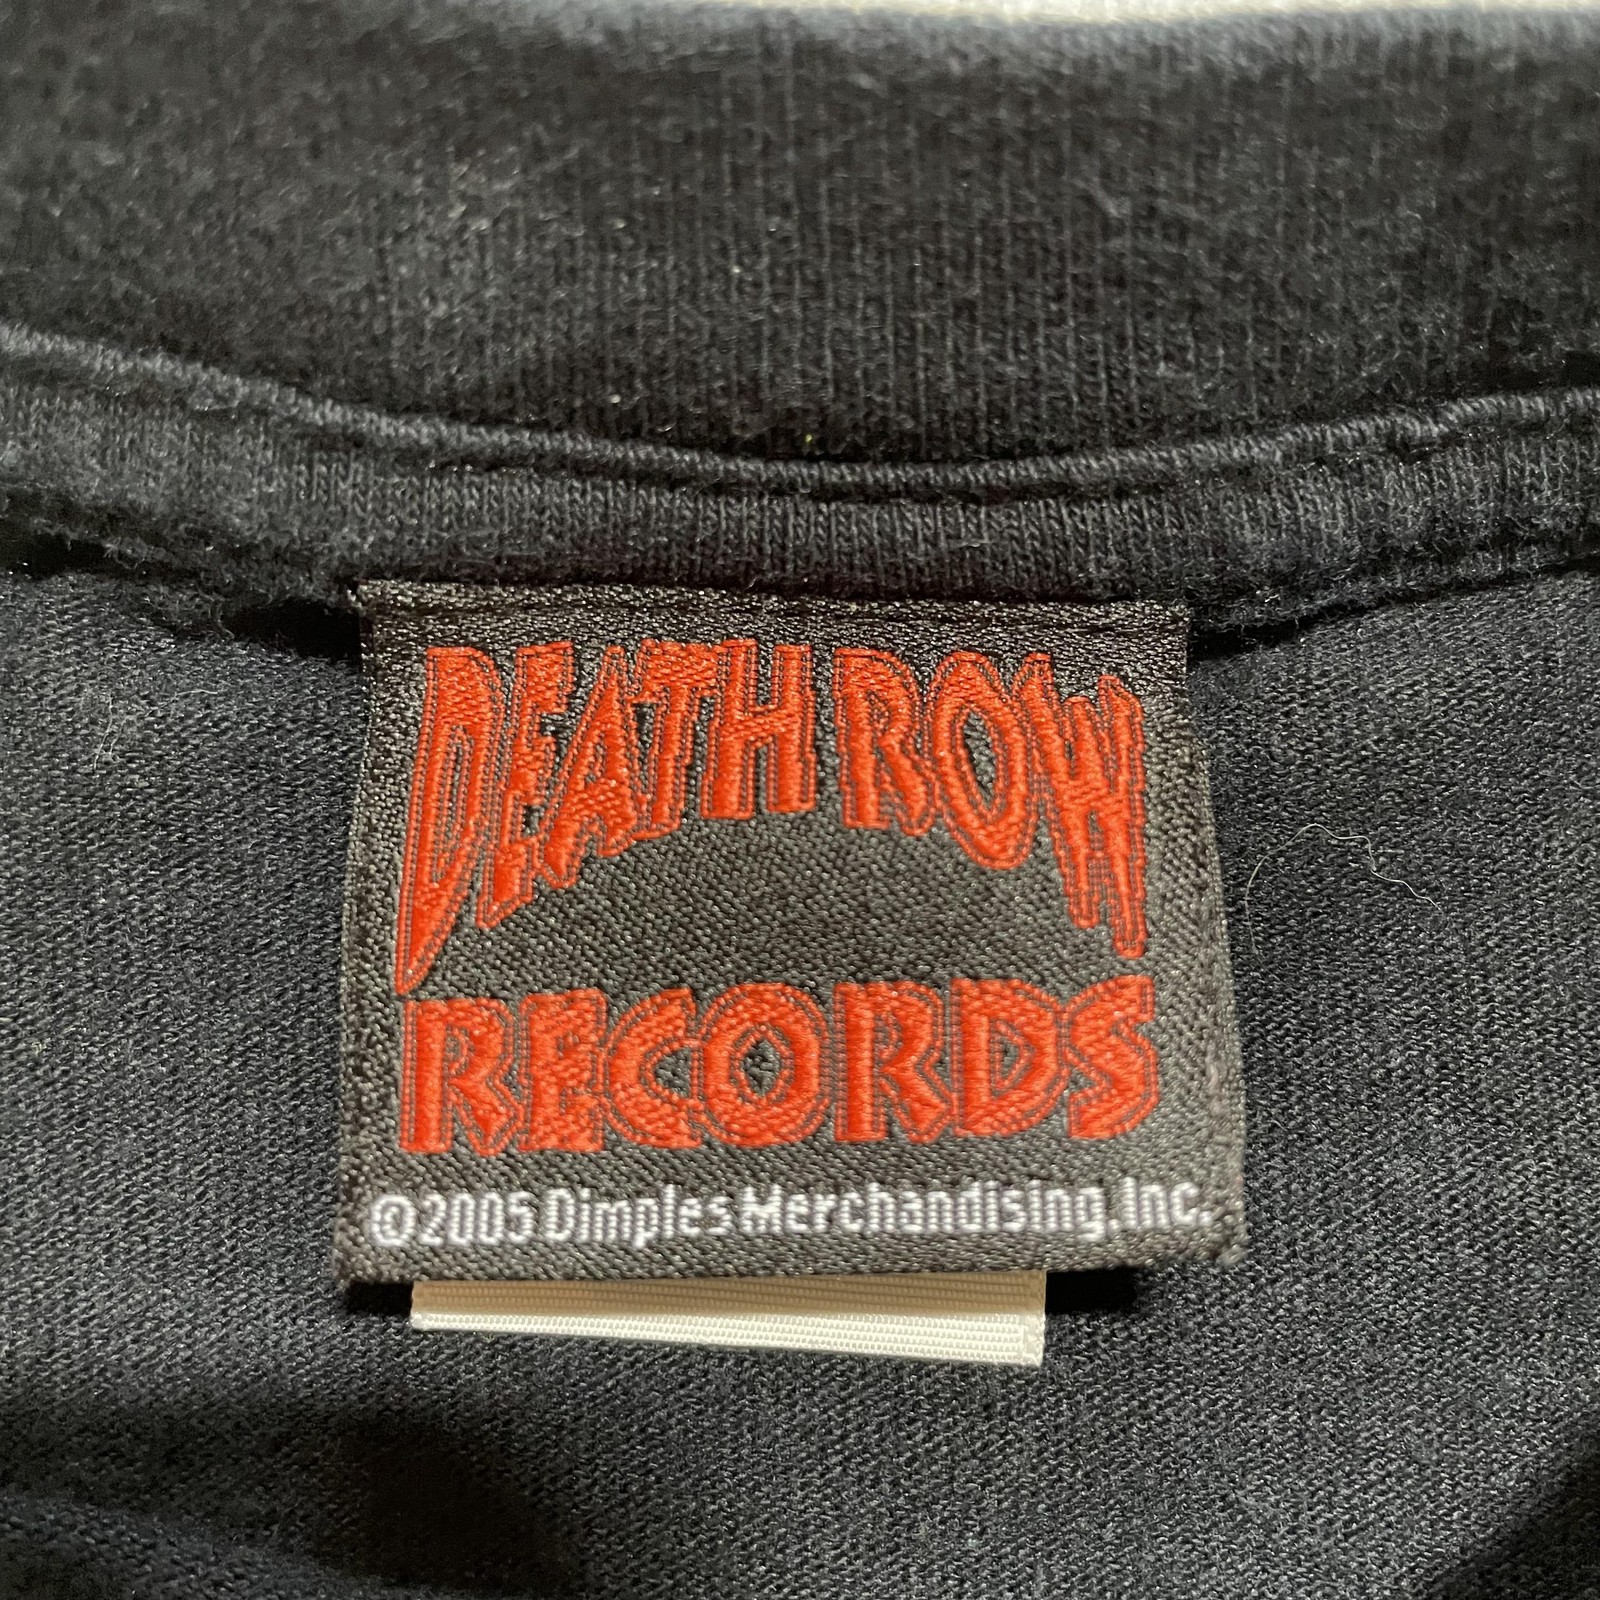 DEATH ROW
RECORDS
©2005 Dimples Merchandising, Inc.